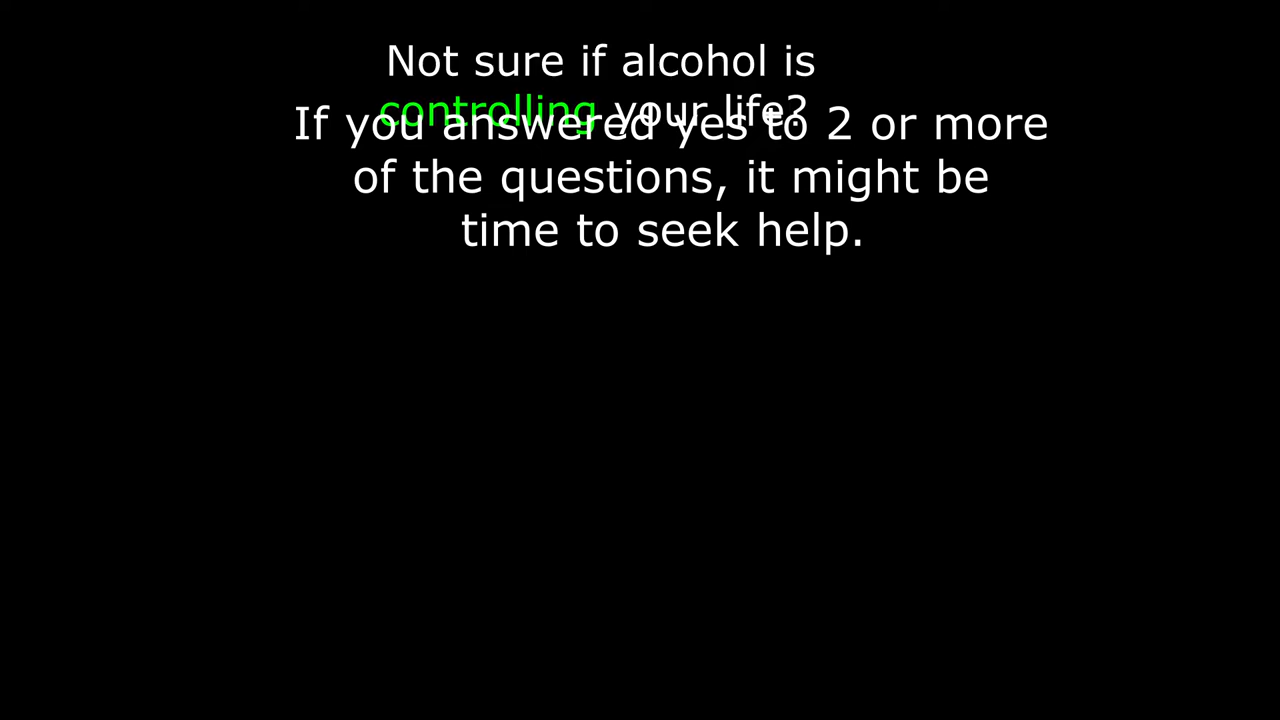 Not sure if alcohol is
controlling your life?
If you answered yes to 2 or more
of the questions, it might be
time to seek help.